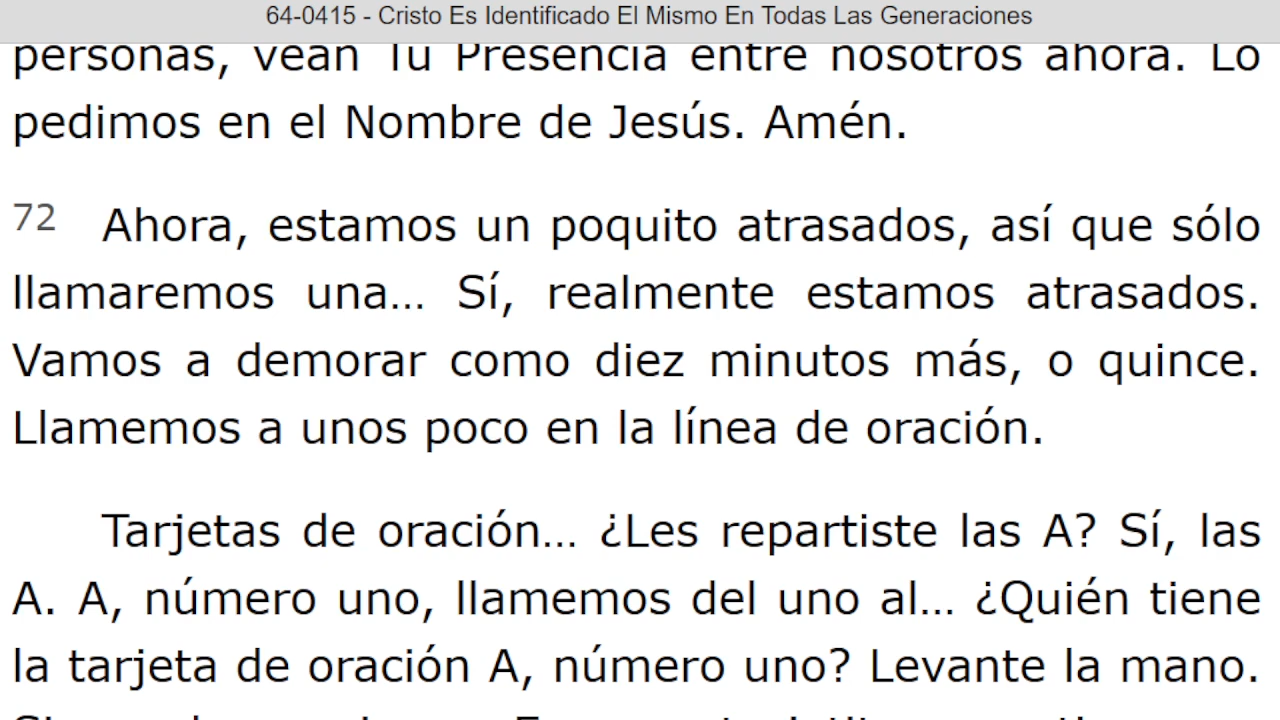 64-0415 - Cristo Es Identificado El Mismo En Todas Las Generaciones
personas, vean Tu Presencia entre nosotros ahora. Lo
pedimos en el Nombre de Jesús. Amén.
72 Ahora, estamos un poquito atrasados, así que sólo
llamaremos una... Sí, realmente estamos atrasados.
Vamos a demorar como diez minutos más, o quince.
Llamemos a unos poco en la línea de oración.
Tarjetas de oración... ¿Les repartiste las A? Sí, las
A. A, número uno, llamemos del uno al... ¿Quién tiene
la tarjeta de oración A, número uno? Levante la mano.